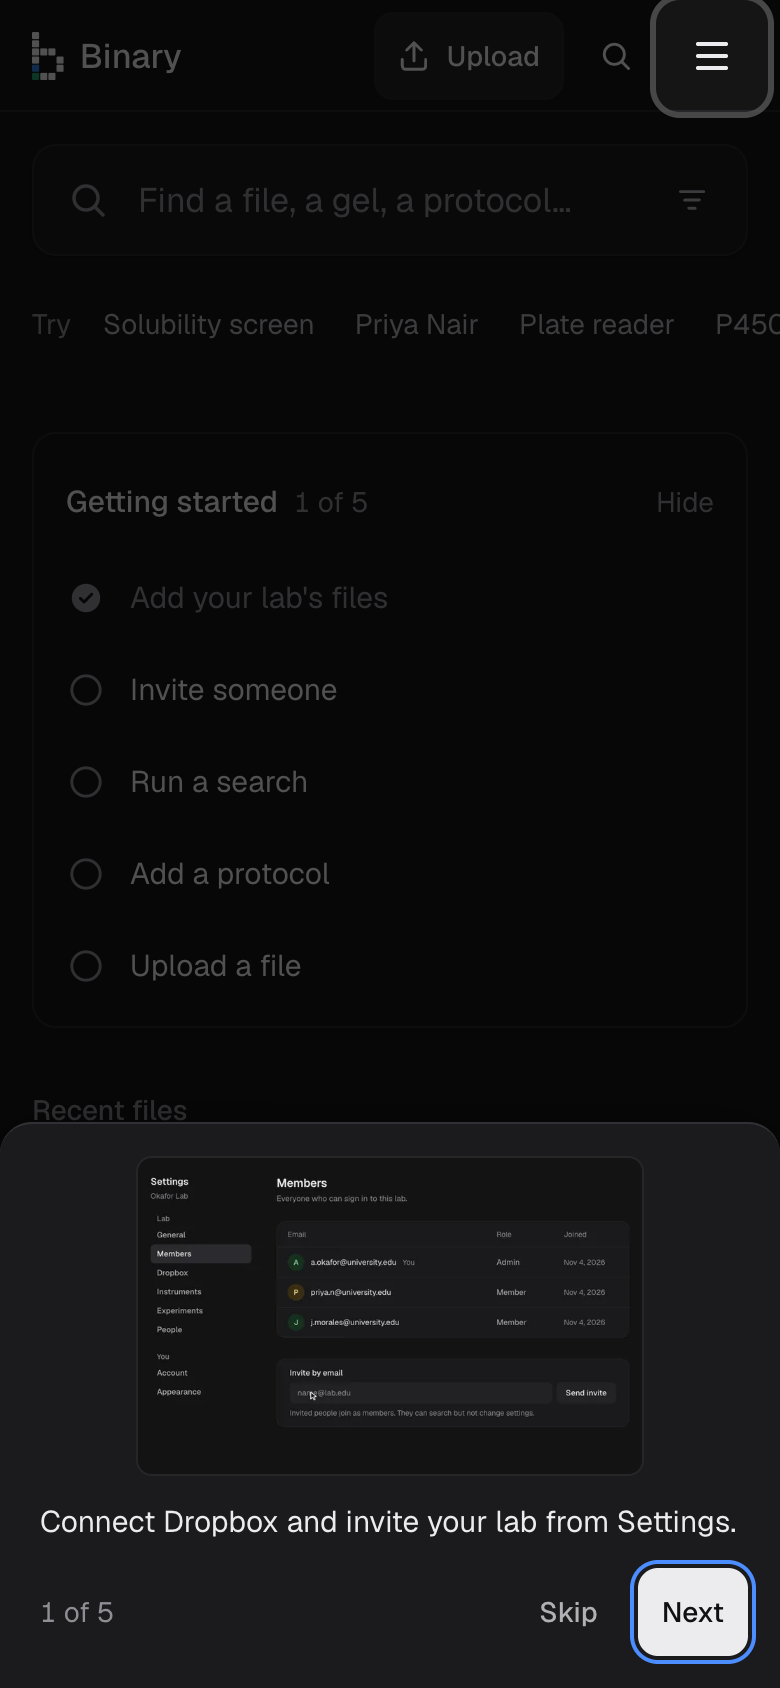 Binary
Upload
Find a file, a gel, a protocol...
Try Solubility screen Priya Nair Plate reader P450
Getting started 1 of 5 Hide
Add your lab's files
Invite someone
Run a search
Add a protocol
Upload a file
Recent files
Settings
Okafor Lab
Lab
General
Members
Dropbox
Instruments
Experiments
People
You
Account
Appearance
Members
Everyone who can sign in to this lab.
Email Role Joined
A a.okafor@university.edu You Admin Nov 4, 2026
P priya.n@university.edu Member Nov 4, 2026
J j.morales@university.edu Member Nov 4, 2026
Invite by email
name@lab.edu Send invite
Invited people join as members. They can search but not change settings.
Connect Dropbox and invite your lab from Settings.
1 of 5 Skip Next